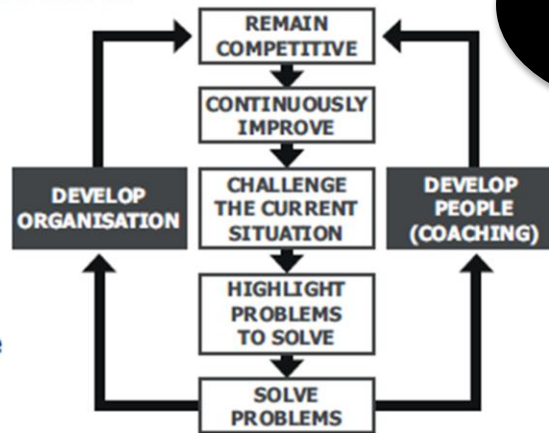 REMAIN
COMPETITIVE
CONTINUOUSLY
IMPROVE
DEVELOP
ORGANISATION
CHALLENGE
THE CURRENT
SITUATION
DEVELOP
PEOPLE
(COACHING)
HIGHLIGHT
PROBLEMS
TO SOLVE
SOLVE
PROBLEMS